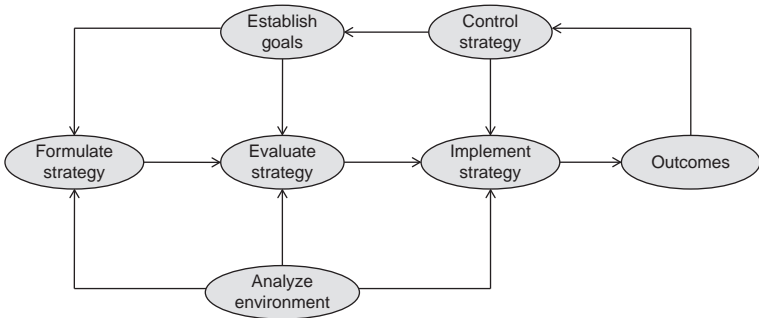 Establish
goals
Control
strategy
Formulate
strategy
Evaluate
strategy
Implement
strategy
Outcomes
Analyze
environment